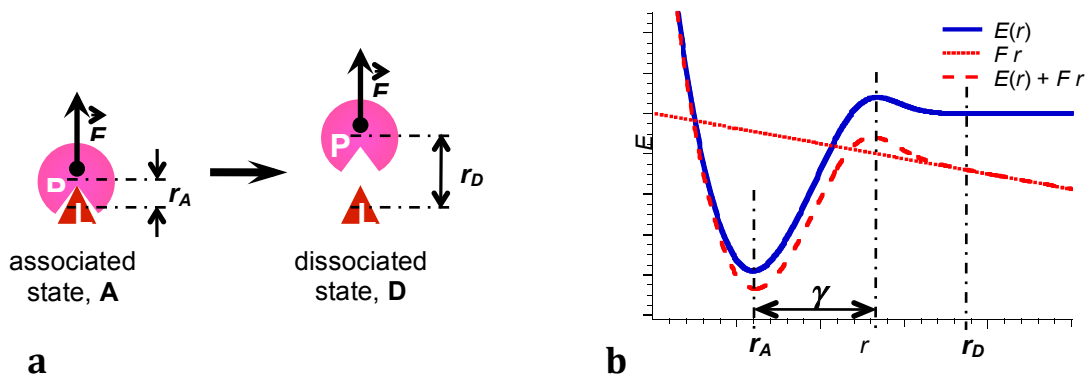 a
F
P
r_A
associated
state, A
F
P
r_D
dissociated
state, D
b
E(r)
F r
E(r) + F r
E
γ
r_A
r
r_D